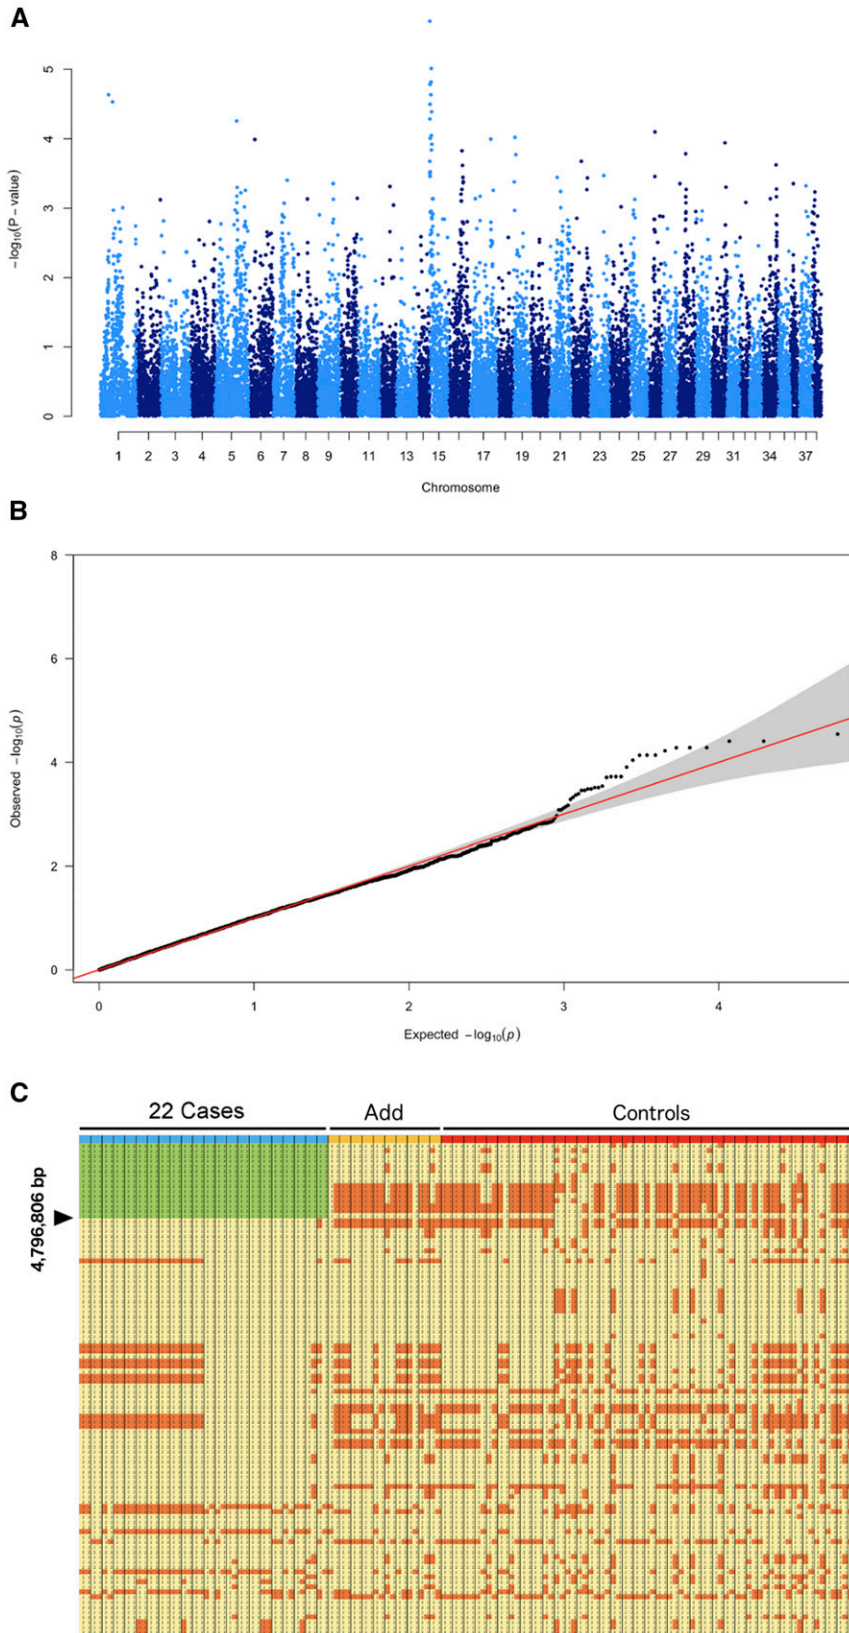 A
5
4
3
2
1
0
−log10(P − value)
1 2 3 4 5 6 7 8 9 11 13 15 17 19 21 23 25 27 29 31 34 37
Chromosome
B
8
6
4
2
0
Observed −log10(p)
0 1 2 3 4
Expected −log10(p)
C
22 Cases Add Controls
4,796,806 bp